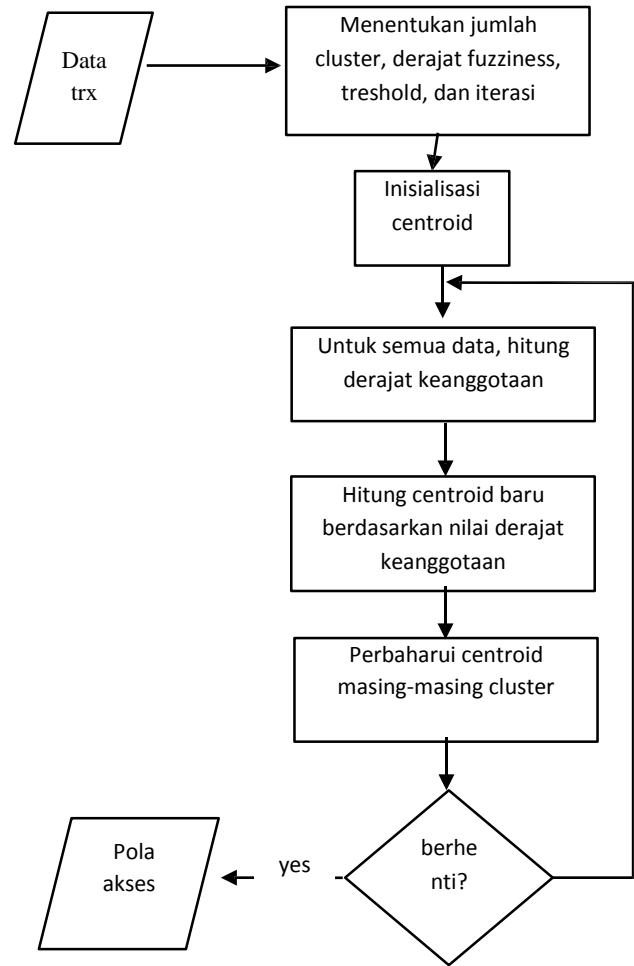 Data
trx
Menentukan jumlah
cluster, derajat fuzziness,
treshold, dan iterasi
Inisialisasi
centroid
Untuk semua data, hitung
derajat keanggotaan
Hitung centroid baru
berdasarkan nilai derajat
keanggotaan
Perbaharui centroid
masing-masing cluster
berhe
nti?
yes
Pola
akses